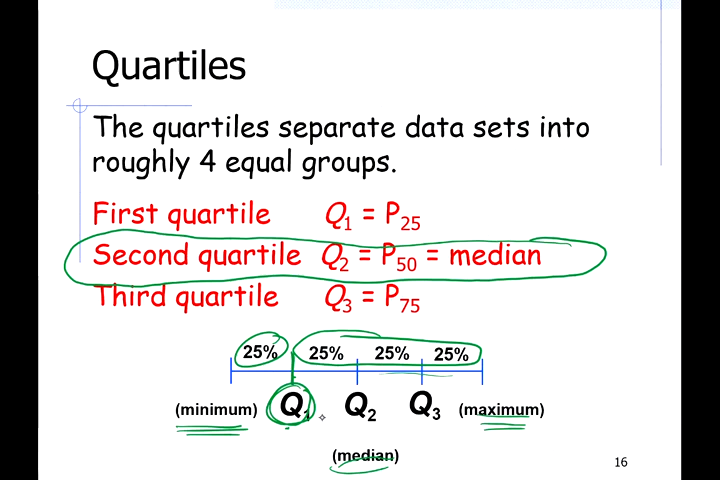 Quartiles
The quartiles separate data sets into
roughly 4 equal groups.
First quartile Q1 = P25
Second quartile Q2 = P50 = median
Third quartile Q3 = P75
25% 25% 25% 25%
(minimum) Q1 Q2 Q3 (maximum)
(median)
16